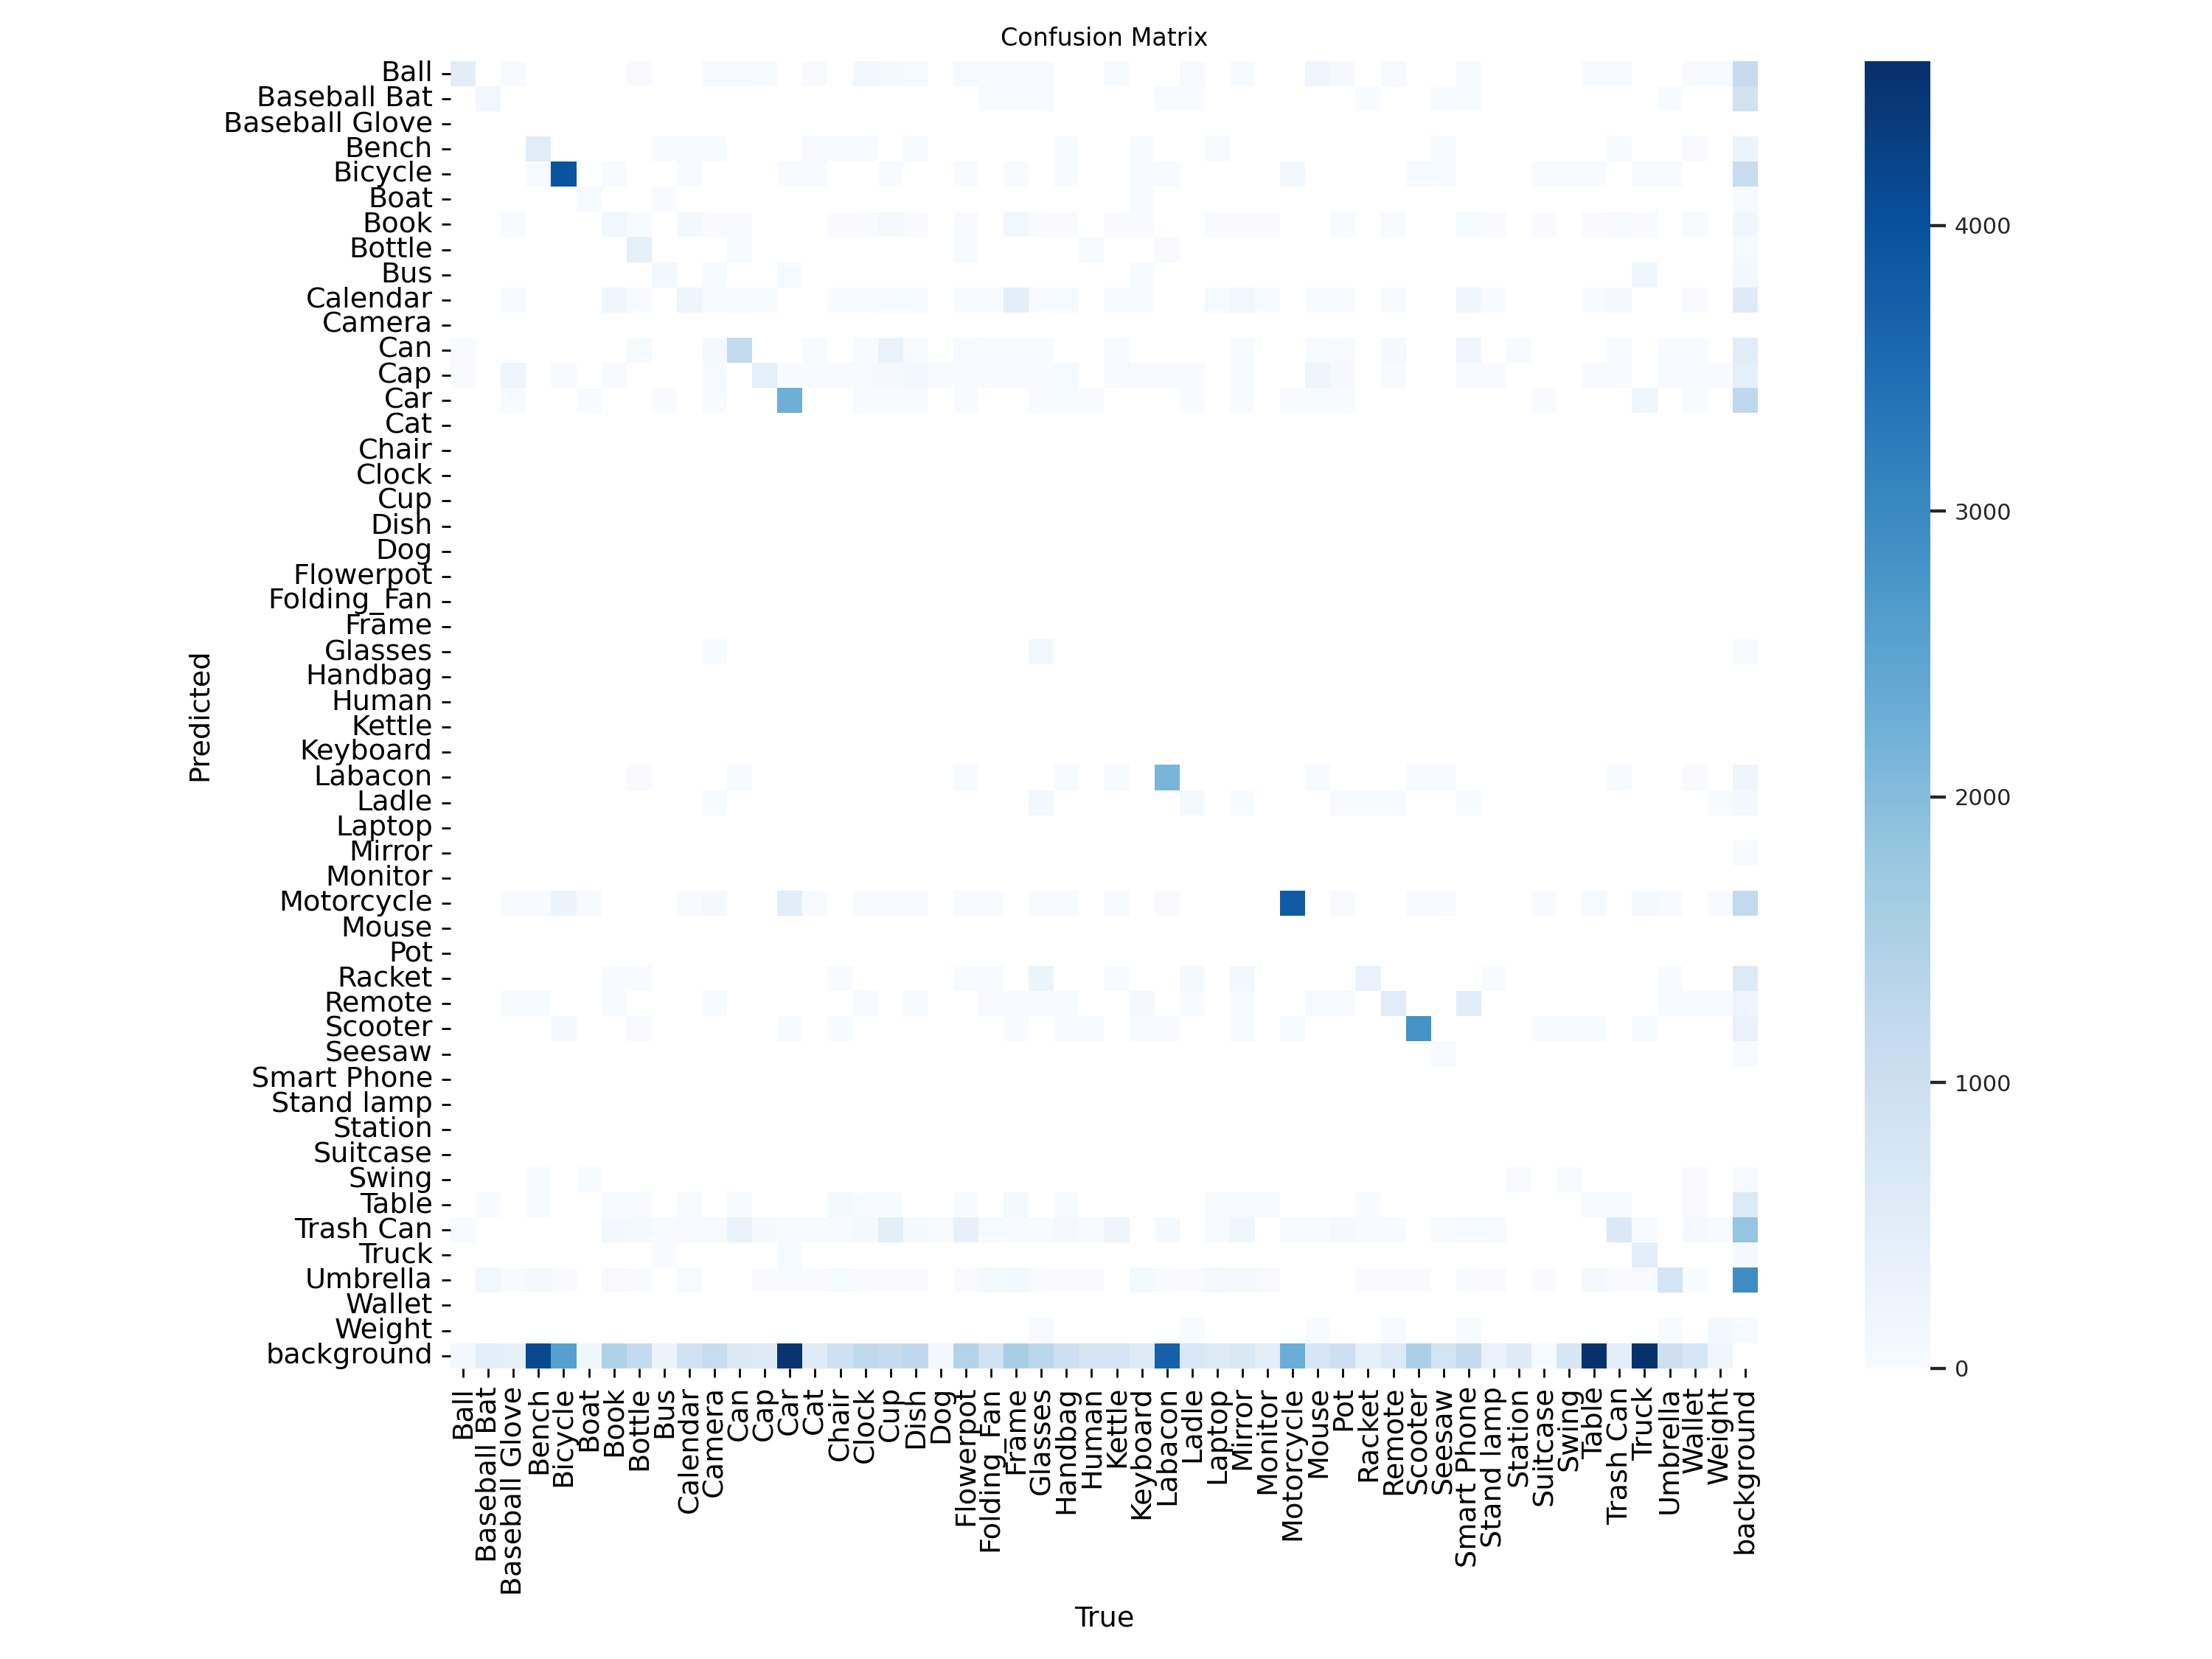 Confusion Matrix
Predicted
Ball
Baseball Bat
Baseball Glove
Bench
Bicycle
Boat
Book
Bottle
Bus
Calendar
Camera
Can
Cap
Car
Cat
Chair
Clock
Cup
Dish
Dog
Flowerpot
Folding_Fan
Frame
Glasses
Handbag
Human
Kettle
Keyboard
Labacon
Ladle
Laptop
Mirror
Monitor
Motorcycle
Mouse
Pot
Racket
Remote
Scooter
Seesaw
Smart Phone
Stand lamp
Station
Suitcase
Swing
Table
Trash Can
Truck
Umbrella
Wallet
Weight
background
Ball
Baseball Bat
Baseball Glove
Bench
Bicycle
Boat
Book
Bottle
Bus
Calendar
Camera
Can
Cap
Car
Cat
Chair
Clock
Cup
Dish
Dog
Flowerpot
Folding_Fan
Frame
Glasses
Handbag
Human
Kettle
Keyboard
Labacon
Ladle
Laptop
Mirror
Monitor
Motorcycle
Mouse
Pot
Racket
Remote
Scooter
Seesaw
Smart Phone
Stand lamp
Station
Suitcase
Swing
Table
Trash Can
Truck
Umbrella
Wallet
Weight
background
True
4000
3000
2000
1000
0